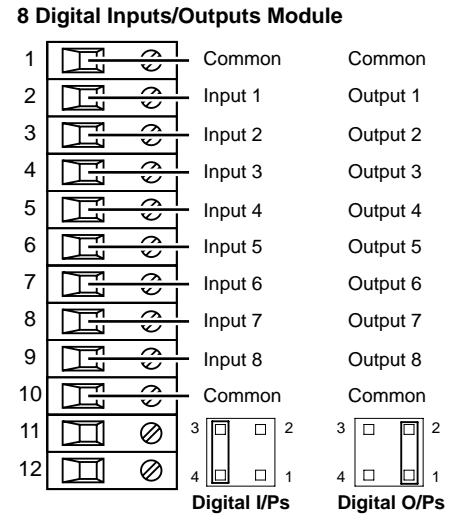 8 Digital Inputs/Outputs Module
1 Common Common
2 Input 1 Output 1
3 Input 2 Output 2
4 Input 3 Output 3
5 Input 4 Output 4
6 Input 5 Output 5
7 Input 6 Output 6
8 Input 7 Output 7
9 Input 8 Output 8
10 Common Common
11 3 2 3 2
12 4 1 4 1
Digital I/Ps Digital O/Ps